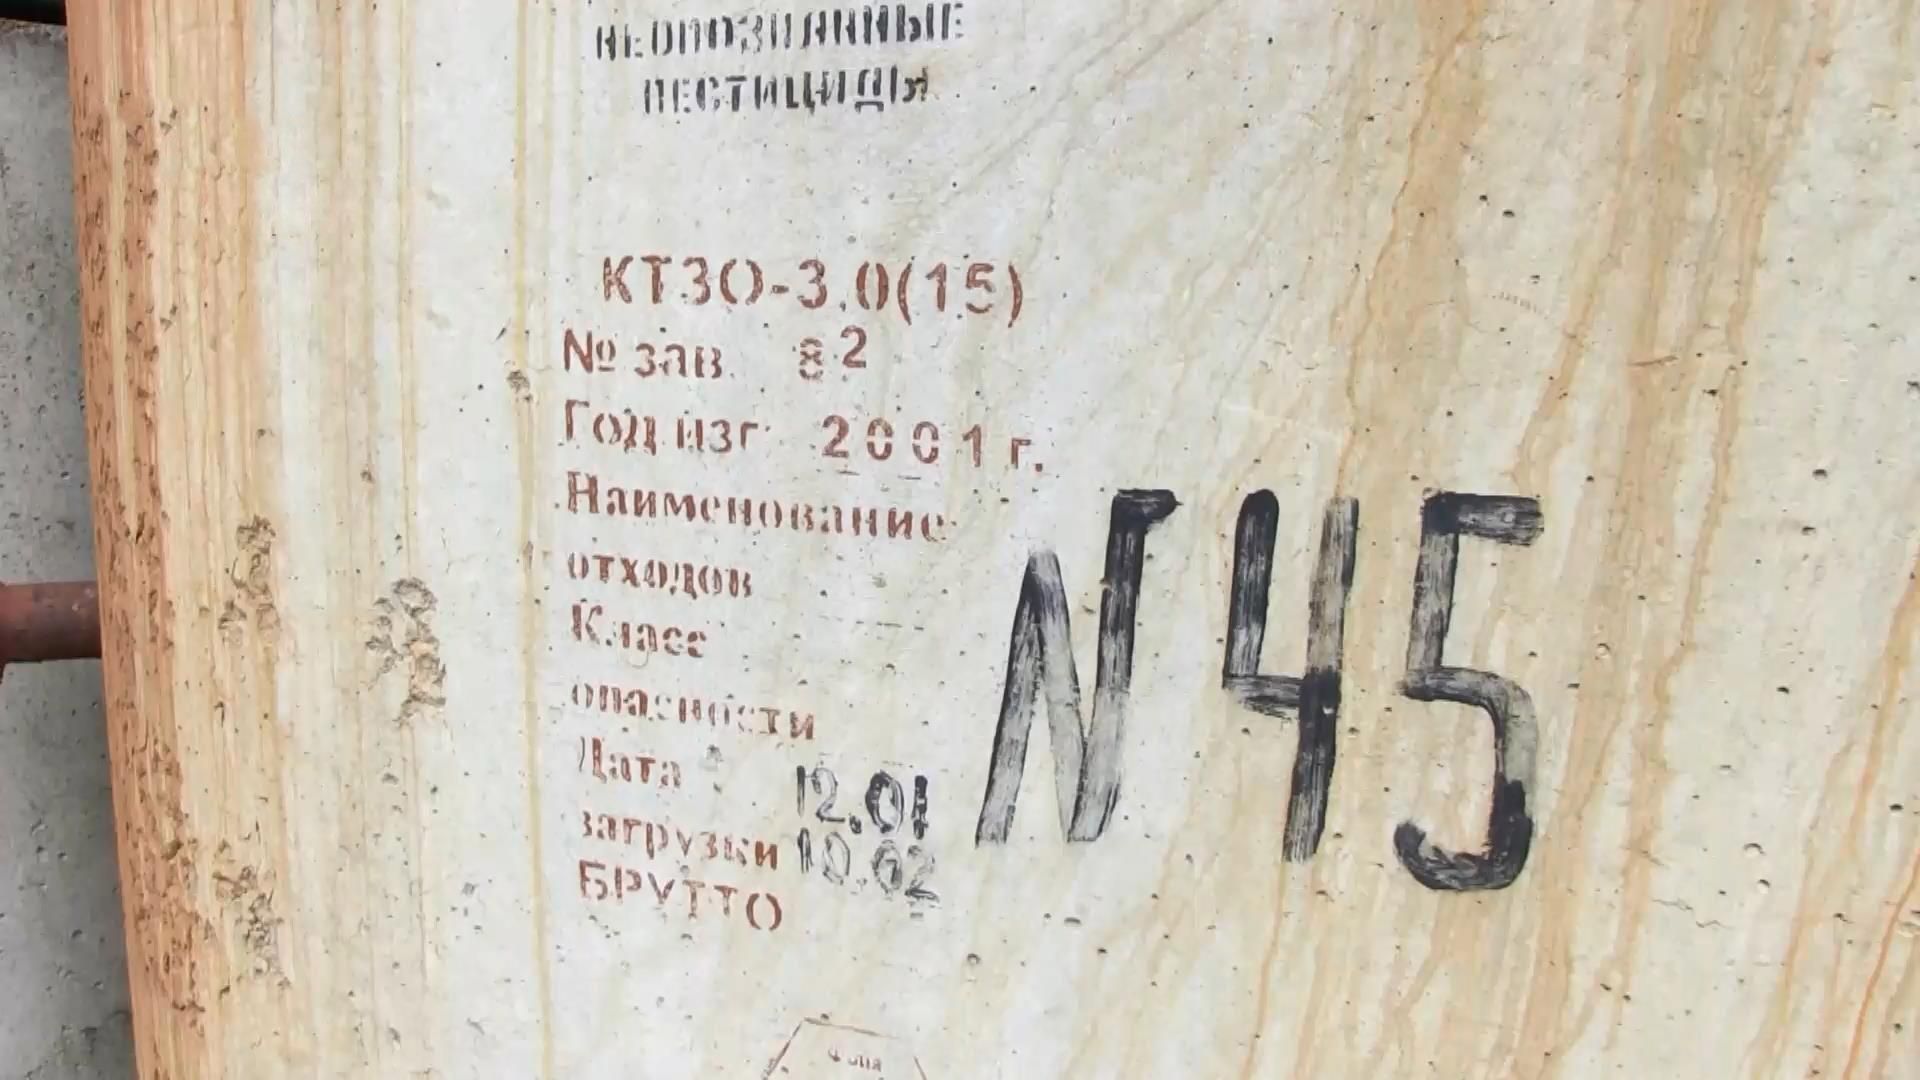 НЕОПОЗНАННЫЕ
ПЕСТИЦИДЫ
КТЗО-3.0(15)
№ зав. 82
Год изг. 2001 г.
Наименование
отходов
Класс
опасности
Дата 12.01
загрузки 10.02
БРУТТО
N 45